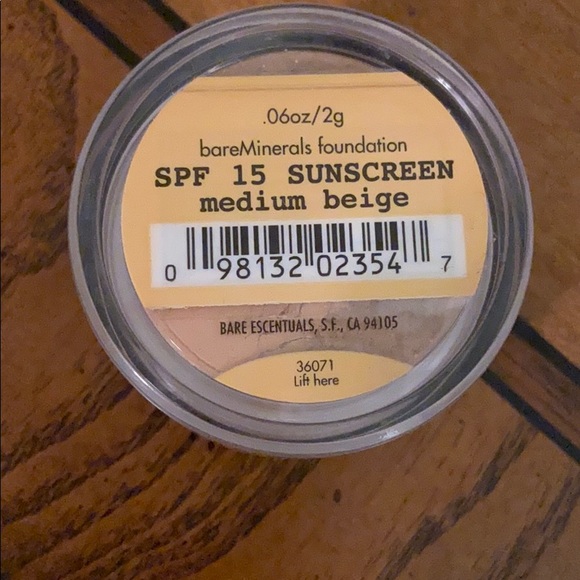 .06oz/2g
bareMinerals foundation
SPF 15 SUNSCREEN
medium beige
0 98132 02354 7
BARE ESCENTUALS, S.F., CA 94105
36071
Lift here